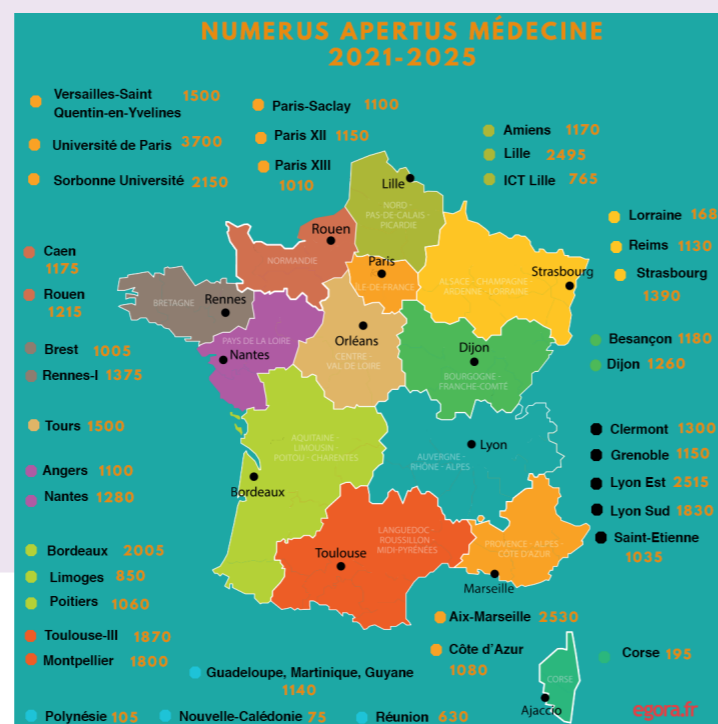 NUMERUS APERTUS MÉDECINE
2021-2025
Versailles-Saint
Quentin-en-Yvelines 1500
Université de Paris 3700
Sorbonne Université 2150
Paris-Saclay 1100
Paris XII 1150
Paris XIII
1010
Amiens 1170
Lille 2495
ICT Lille 765
Lorraine 168
Reims 1130
Strasbourg
1390
Caen
1175
Rouen
1215
Brest 1005
Rennes-I 1375
Besançon 1180
Dijon 1260
Tours 1500
Angers 1100
Nantes 1280
Clermont 1300
Grenoble 1150
Lyon Est 2515
Lyon Sud 1830
Saint-Etienne
1035
Bordeaux 2005
Limoges 850
Poitiers 1060
Toulouse-III 1870
Montpellier 1800
Aix-Marseille 2530
Côte d'Azur
1080
Corse 195
Guadeloupe, Martinique, Guyane
1140
Polynésie 105
Nouvelle-Calédonie 75
Réunion 630
Lille
NORD -
PAS-DE-CALAIS -
PICARDIE
Rouen
NORMANDIE
Paris
ÎLE-DE-FRANCE
ALSACE - CHAMPAGNE
ARDENNE - LORRAINE
Strasbourg
BRETAGNE
Rennes
PAYS DE LA LOIRE
Nantes
Orléans
CENTRE -
VAL DE LOIRE
Dijon
BOURGOGNE -
FRANCHE-COMTÉ
AQUITAINE -
LIMOUSIN -
POITOU - CHARENTES
Bordeaux
Lyon
AUVERGNE -
RHÔNE - ALPES
LANGUEDOC -
ROUSSILLON -
MIDI-PYRÉNÉES
Toulouse
PROVENCE - ALPES -
CÔTE D'AZUR
Marseille
CORSE
Ajaccio
egora.fr